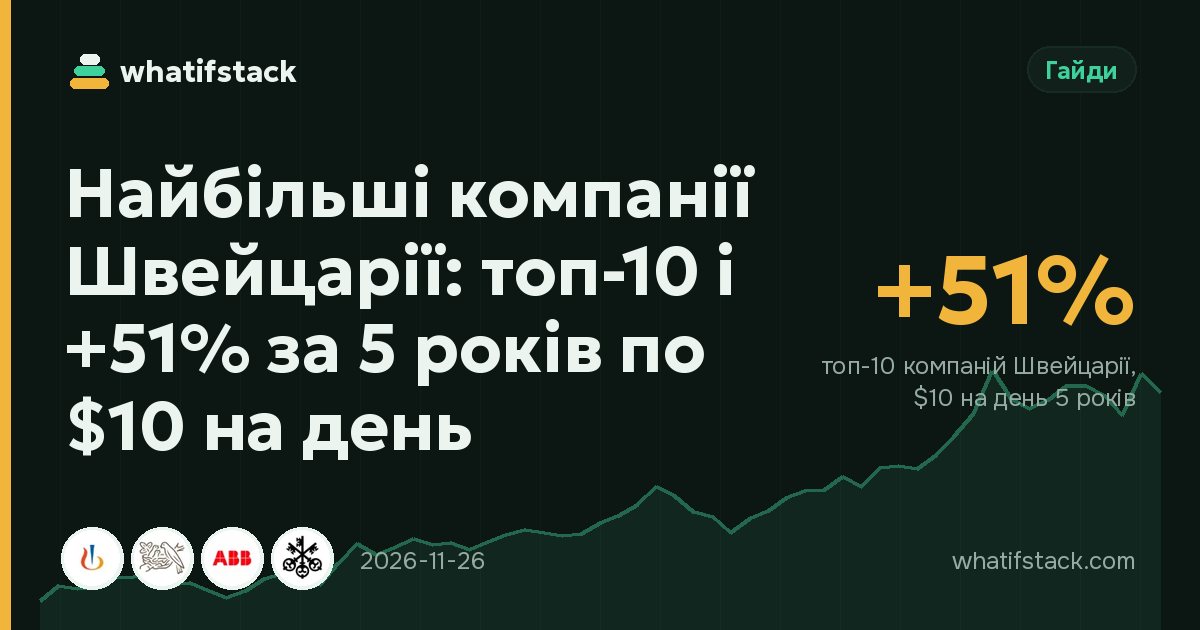 whatifstack
Гайди
Найбільші компанії
Швейцарії: топ-10 і
+51% за 5 років по
$10 на день
+51%
топ-10 компаній Швейцарії,
$10 на день 5 років
ABB
2026-11-26
whatifstack.com